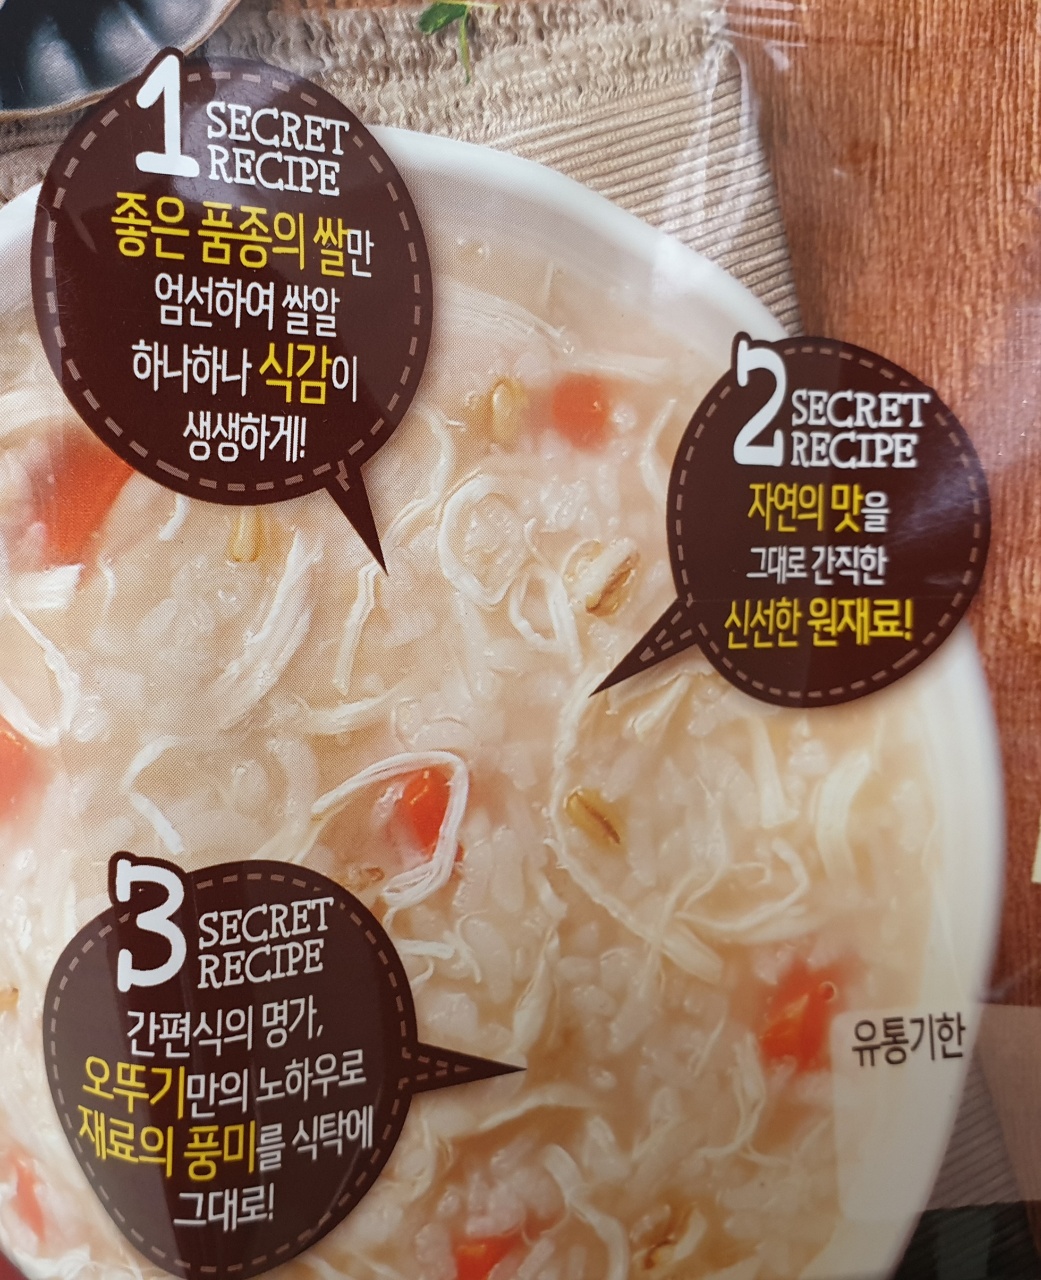 1 SECRET
RECIPE
좋은 품종의 쌀만
엄선하여 쌀알
하나하나 식감이
생생하게!
2 SECRET
RECIPE
자연의 맛을
그대로 간직한
신선한 원재료!
3 SECRET
RECIPE
간편식의 명가,
오뚜기만의 노하우로
재료의 풍미를 식탁에
그대로!
유통기한